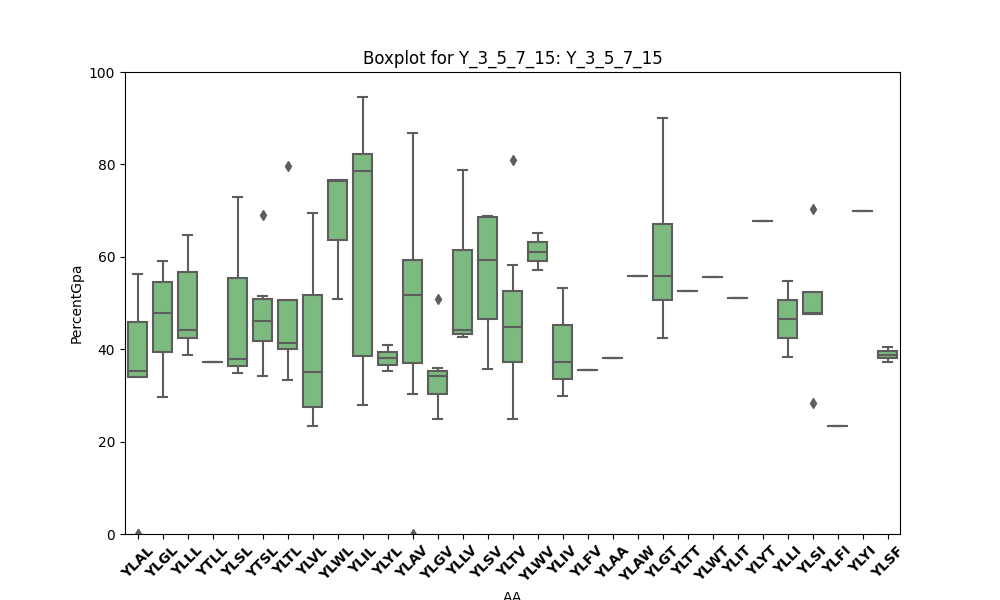 Boxplot for Y_3_5_7_15: Y_3_5_7_15
PercentGpa
100
80
60
40
20
0
YLAL YLGL YLLL YTLL YLSL YTSL YLTL YLVL YLWL YLIL YLYL YLAV YLGV YLLV YLSV YLTV YLWV YLIV YLFV YLAA YLAW YLGT YLTT YLWT YLIT YLYT YLLI YLSI YLFI YLYI YLSF
AA